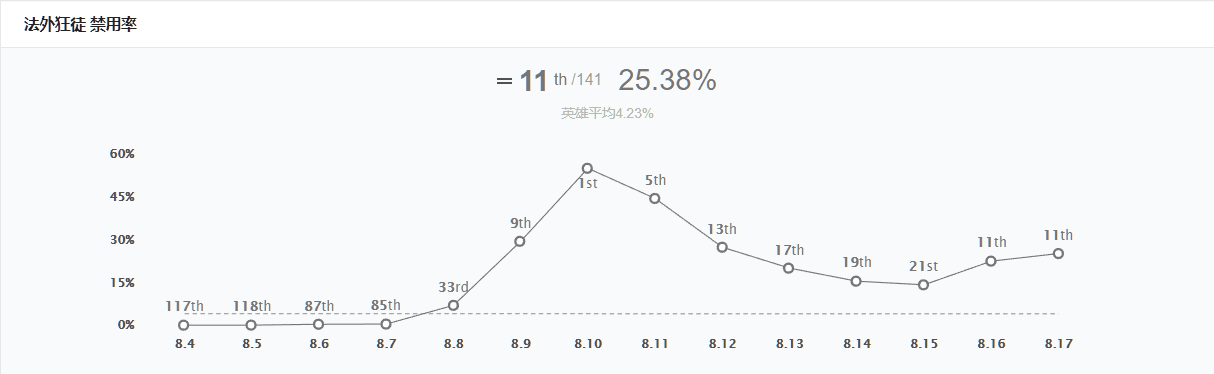 法外狂徒 禁用率
= 11 th /141 25.38%
英雄平均4.23%
60%
45%
30%
15%
0%
117th 118th 87th 85th 33rd 9th 1st 5th 13th 17th 19th 21st 11th 11th
8.4 8.5 8.6 8.7 8.8 8.9 8.10 8.11 8.12 8.13 8.14 8.15 8.16 8.17